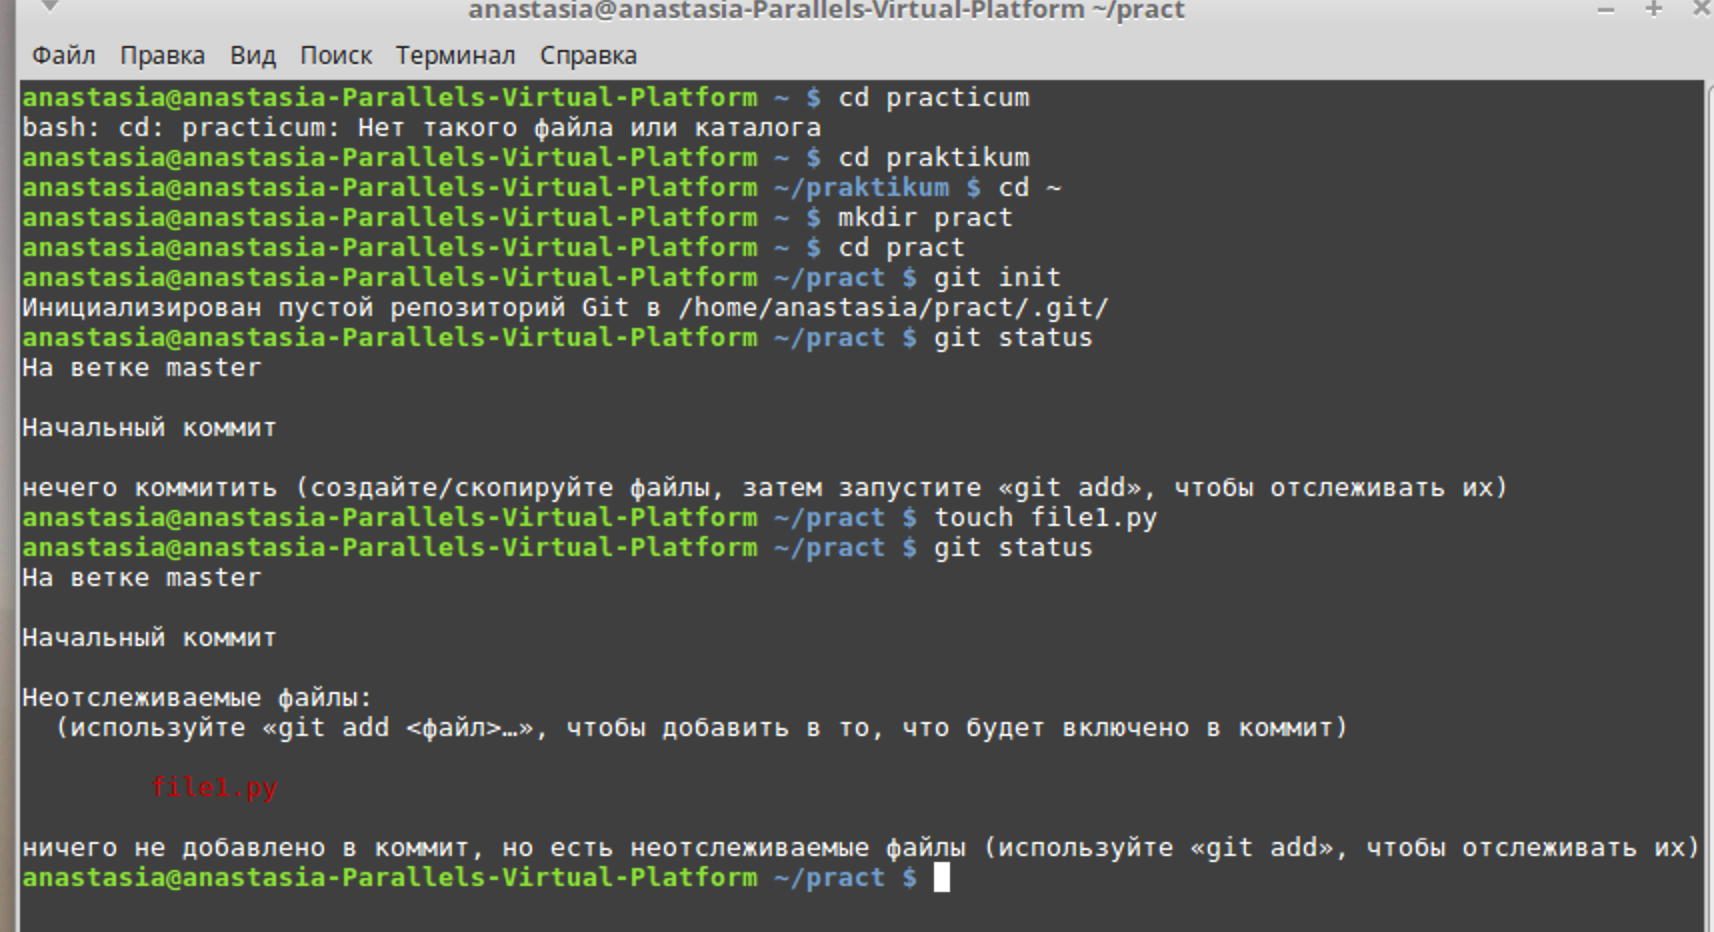 anastasia@anastasia-Parallels-Virtual-Platform ~/pract
Файл Правка Вид Поиск Терминал Справка
anastasia@anastasia-Parallels-Virtual-Platform ~ $ cd practicum
bash: cd: practicum: Нет такого файла или каталога
anastasia@anastasia-Parallels-Virtual-Platform ~ $ cd praktikum
anastasia@anastasia-Parallels-Virtual-Platform ~/praktikum $ cd ~
anastasia@anastasia-Parallels-Virtual-Platform ~ $ mkdir pract
anastasia@anastasia-Parallels-Virtual-Platform ~ $ cd pract
anastasia@anastasia-Parallels-Virtual-Platform ~/pract $ git init
Инициализирован пустой репозиторий Git в /home/anastasia/pract/.git/
anastasia@anastasia-Parallels-Virtual-Platform ~/pract $ git status
На ветке master
Начальный коммит
нечего коммитить (создайте/скопируйте файлы, затем запустите «git add», чтобы отслеживать их)
anastasia@anastasia-Parallels-Virtual-Platform ~/pract $ touch file1.py
anastasia@anastasia-Parallels-Virtual-Platform ~/pract $ git status
На ветке master
Начальный коммит
Неотслеживаемые файлы:
(используйте «git add <файл>…», чтобы добавить в то, что будет включено в коммит)
file1.py
ничего не добавлено в коммит, но есть неотслеживаемые файлы (используйте «git add», чтобы отслеживать их)
anastasia@anastasia-Parallels-Virtual-Platform ~/pract $